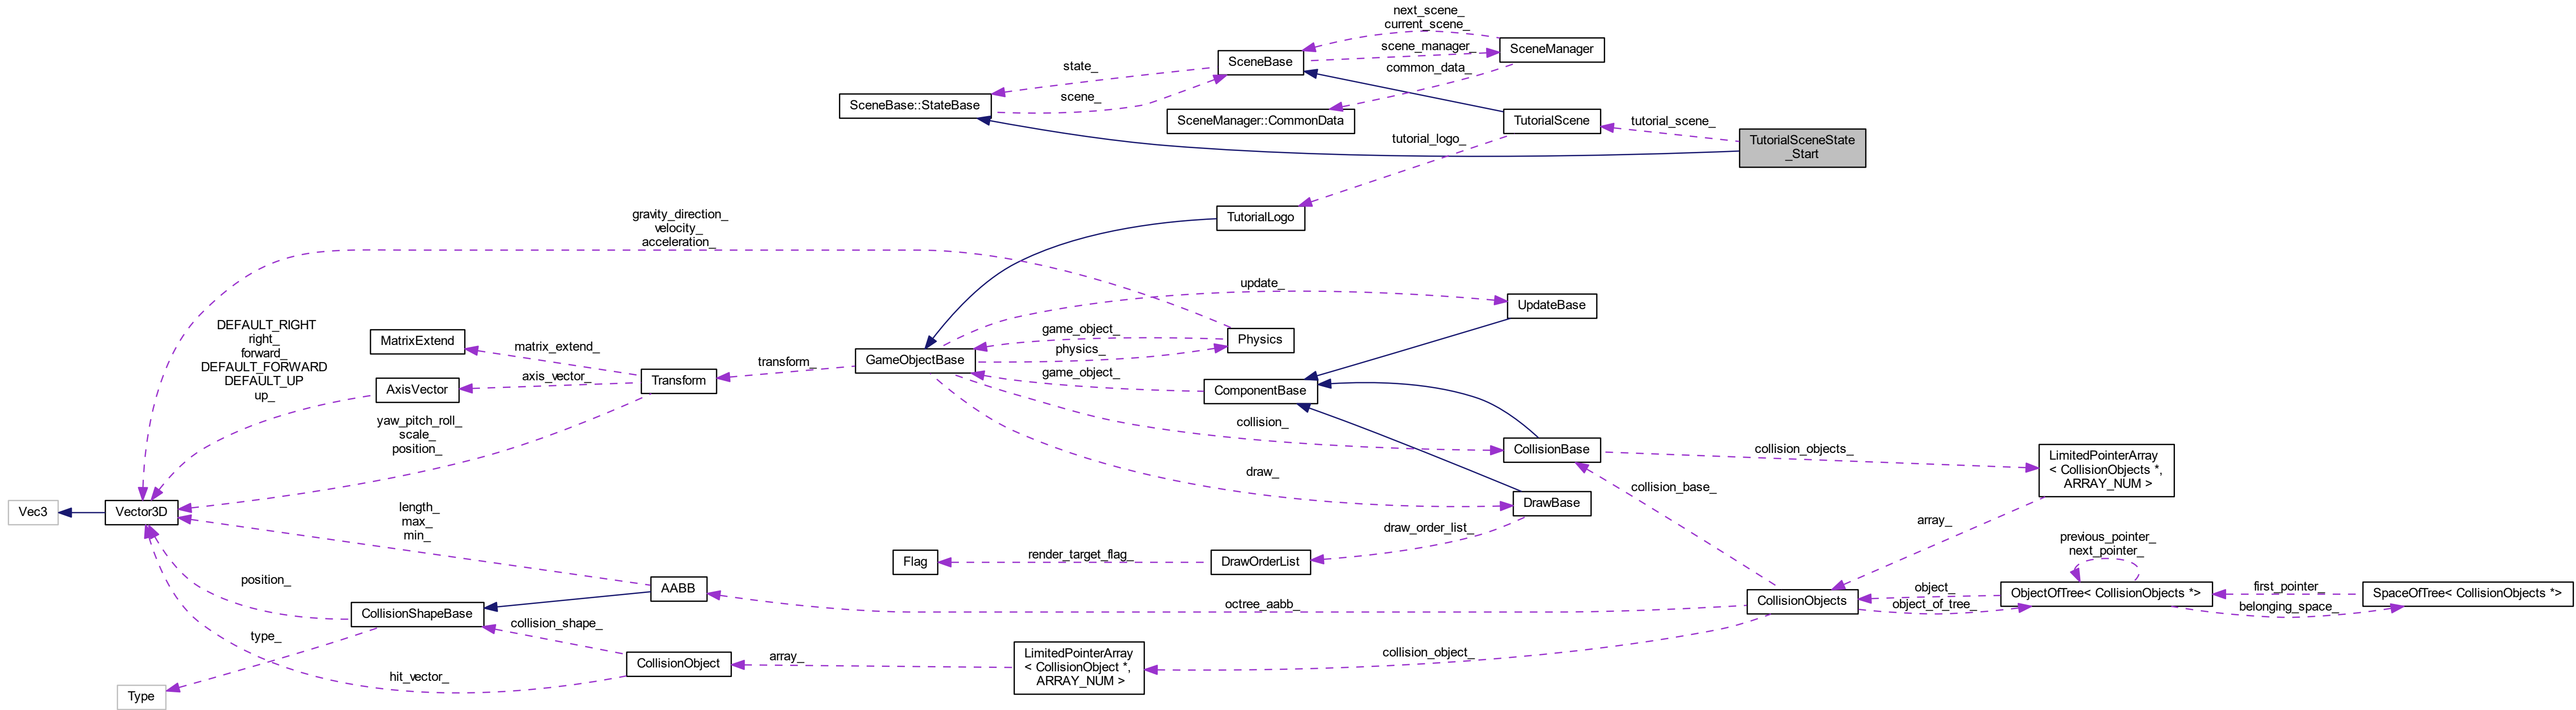 next_scene_
current_scene_
SceneManager
scene_manager_
SceneBase
state_
common_data_
scene_
SceneBase::StateBase
SceneManager::CommonData
TutorialScene
tutorial_scene_
TutorialSceneState
_Start
tutorial_logo_
TutorialLogo
gravity_direction_
velocity_
acceleration_
update_
UpdateBase
DEFAULT_RIGHT
right_
forward_
DEFAULT_FORWARD
DEFAULT_UP
up_
MatrixExtend
matrix_extend_
AxisVector
axis_vector_
Transform
transform_
GameObjectBase
game_object_
physics_
game_object_
Physics
ComponentBase
yaw_pitch_roll_
scale_
position_
collision_
CollisionBase
collision_objects_
LimitedPointerArray
< CollisionObjects *,
ARRAY_NUM >
draw_
DrawBase
collision_base_
Vec3
Vector3D
length_
max_
min_
draw_order_list_
array_
Flag
render_target_flag_
DrawOrderList
previous_pointer_
next_pointer_
position_
AABB
octree_aabb_
CollisionObjects
object_
object_of_tree_
ObjectOfTree< CollisionObjects *>
first_pointer_
belonging_space_
SpaceOfTree< CollisionObjects *>
CollisionShapeBase
collision_shape_
type_
CollisionObject
array_
LimitedPointerArray
< CollisionObject *,
ARRAY_NUM >
collision_object_
hit_vector_
Type